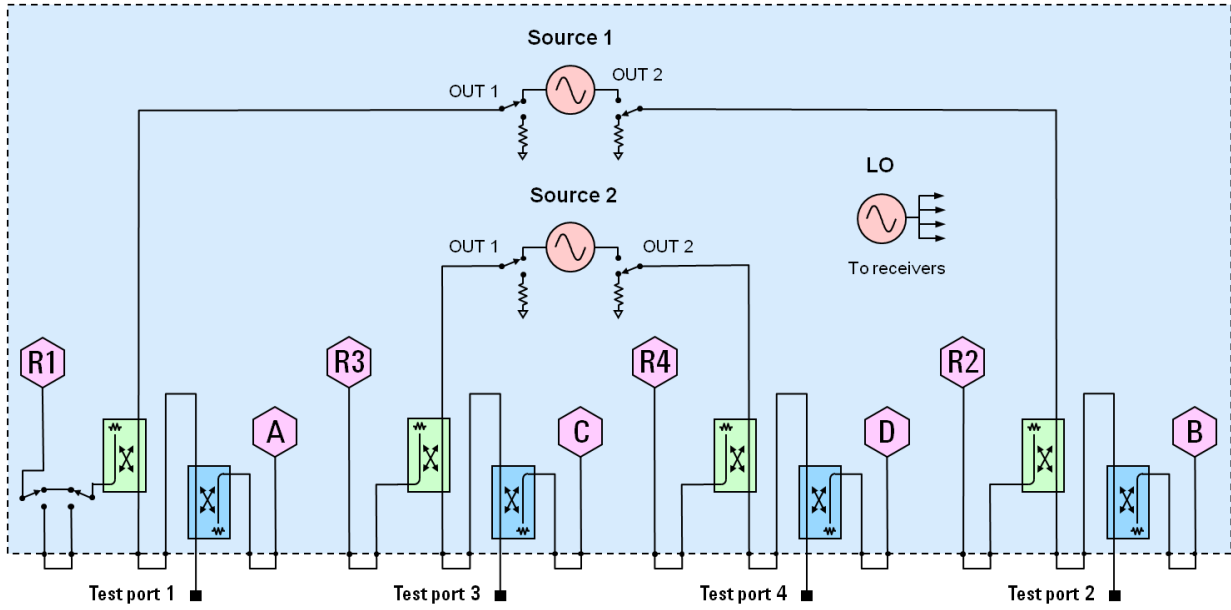 Source 1
OUT 1
OUT 2
LO
Source 2
OUT 1
OUT 2
To receivers
R1
R3
R4
R2
A
C
D
B
Test port 1
Test port 3
Test port 4
Test port 2